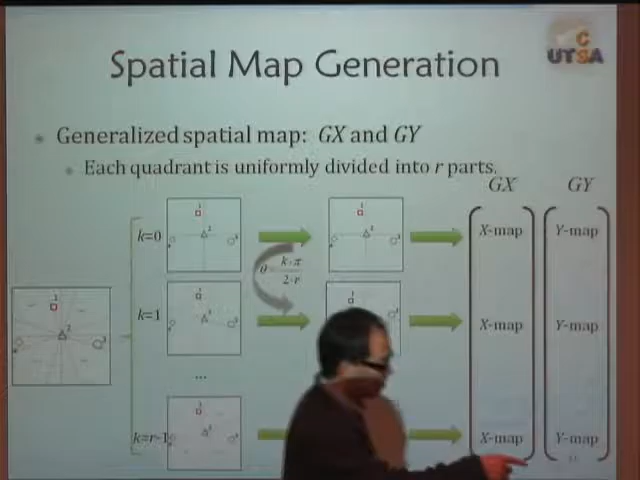 Spatial Map Generation
C
UTSA
Generalized spatial map: GX and GY
Each quadrant is uniformly divided into r parts.
GX GY
k=0
X-map Y-map
θ = k·π / 2·r
k=1
X-map Y-map
...
k=r-1
X-map Y-map